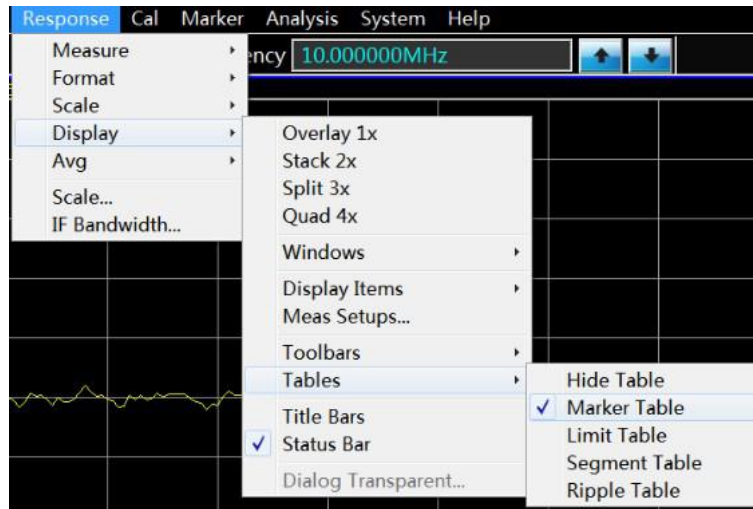 Response Cal Marker Analysis System Help
ency 10.000000MHz
Measure
Format
Scale
Display
Avg
Scale...
IF Bandwidth...
Overlay 1x
Stack 2x
Split 3x
Quad 4x
Windows
Display Items
Meas Setups...
Toolbars
Tables
Title Bars
Status Bar
Dialog Transparent...
Hide Table
Marker Table
Limit Table
Segment Table
Ripple Table